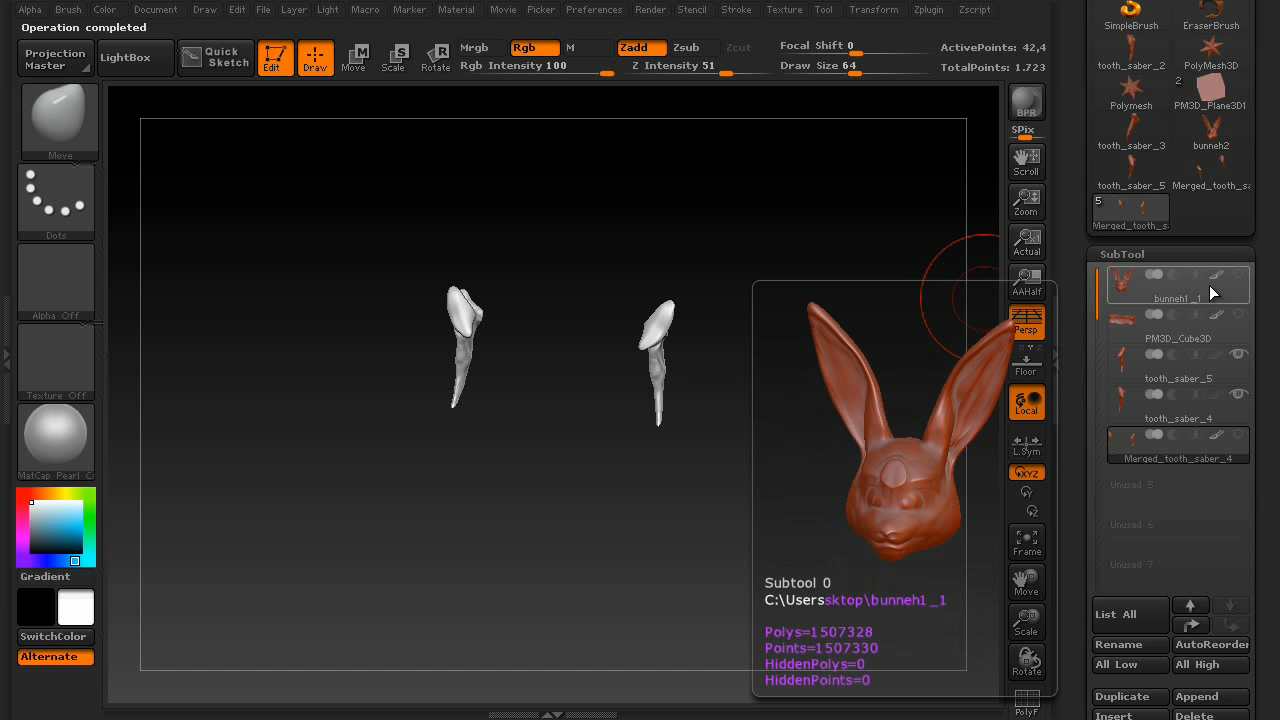 Alpha Brush Color Document Draw Edit File Layer Light Macro Marker Material Movie Picker Preferences Render Stencil Stroke Texture Tool Transform Zplugin Zscript
Operation completed
Projection
Master
LightBox
Quick
Sketch
Edit
Draw
Move
Scale
Rotate
Mrgb Rgb M Zadd Zsub Zcut
Rgb Intensity 100
Z Intensity 51
Focal Shift 0
Draw Size 64
ActivePoints: 42,4
TotalPoints: 1.723
Move
Dots
Alpha Off
Texture Off
MatCap Pearl Ca
Gradient
SwitchColor
Alternate
BPR
SPix
Scroll
Zoom
Actual
AAHalf
Persp
Floor
Local
L.Sym
XYZ
Y
Z
Frame
Move
Scale
Rotate
PolyF
Subtool 0
C:\Userssktop\bunneh1_1
Polys=1507328
Points=1507330
HiddenPolys=0
HiddenPoints=0
SimpleBrush EraserBrush
tooth_saber_2 PolyMesh3D
2
Polymesh PM3D_Plane3D1
tooth_saber_3 bunneh2
tooth_saber_5 Merged_tooth_sa
5
Merged_tooth_s
SubTool
bunneh1_1
PM3D_Cube3D
tooth_saber_5
tooth_saber_4
Merged_tooth_saber_4
Unused 5
Unused 6
Unused 7
List All
Rename AutoReorder
All Low All High
Duplicate Append
Insert Delete